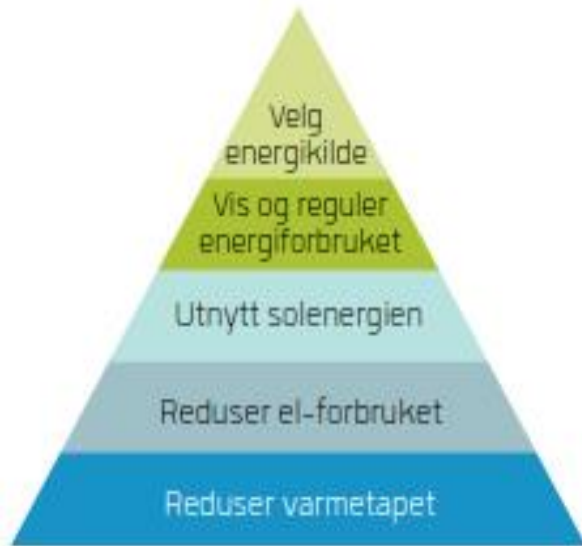 Velg
energikilde
Vis og reguler
energiforbruket
Utnytt solenergien
Reduser el-forbruket
Reduser varmetapet